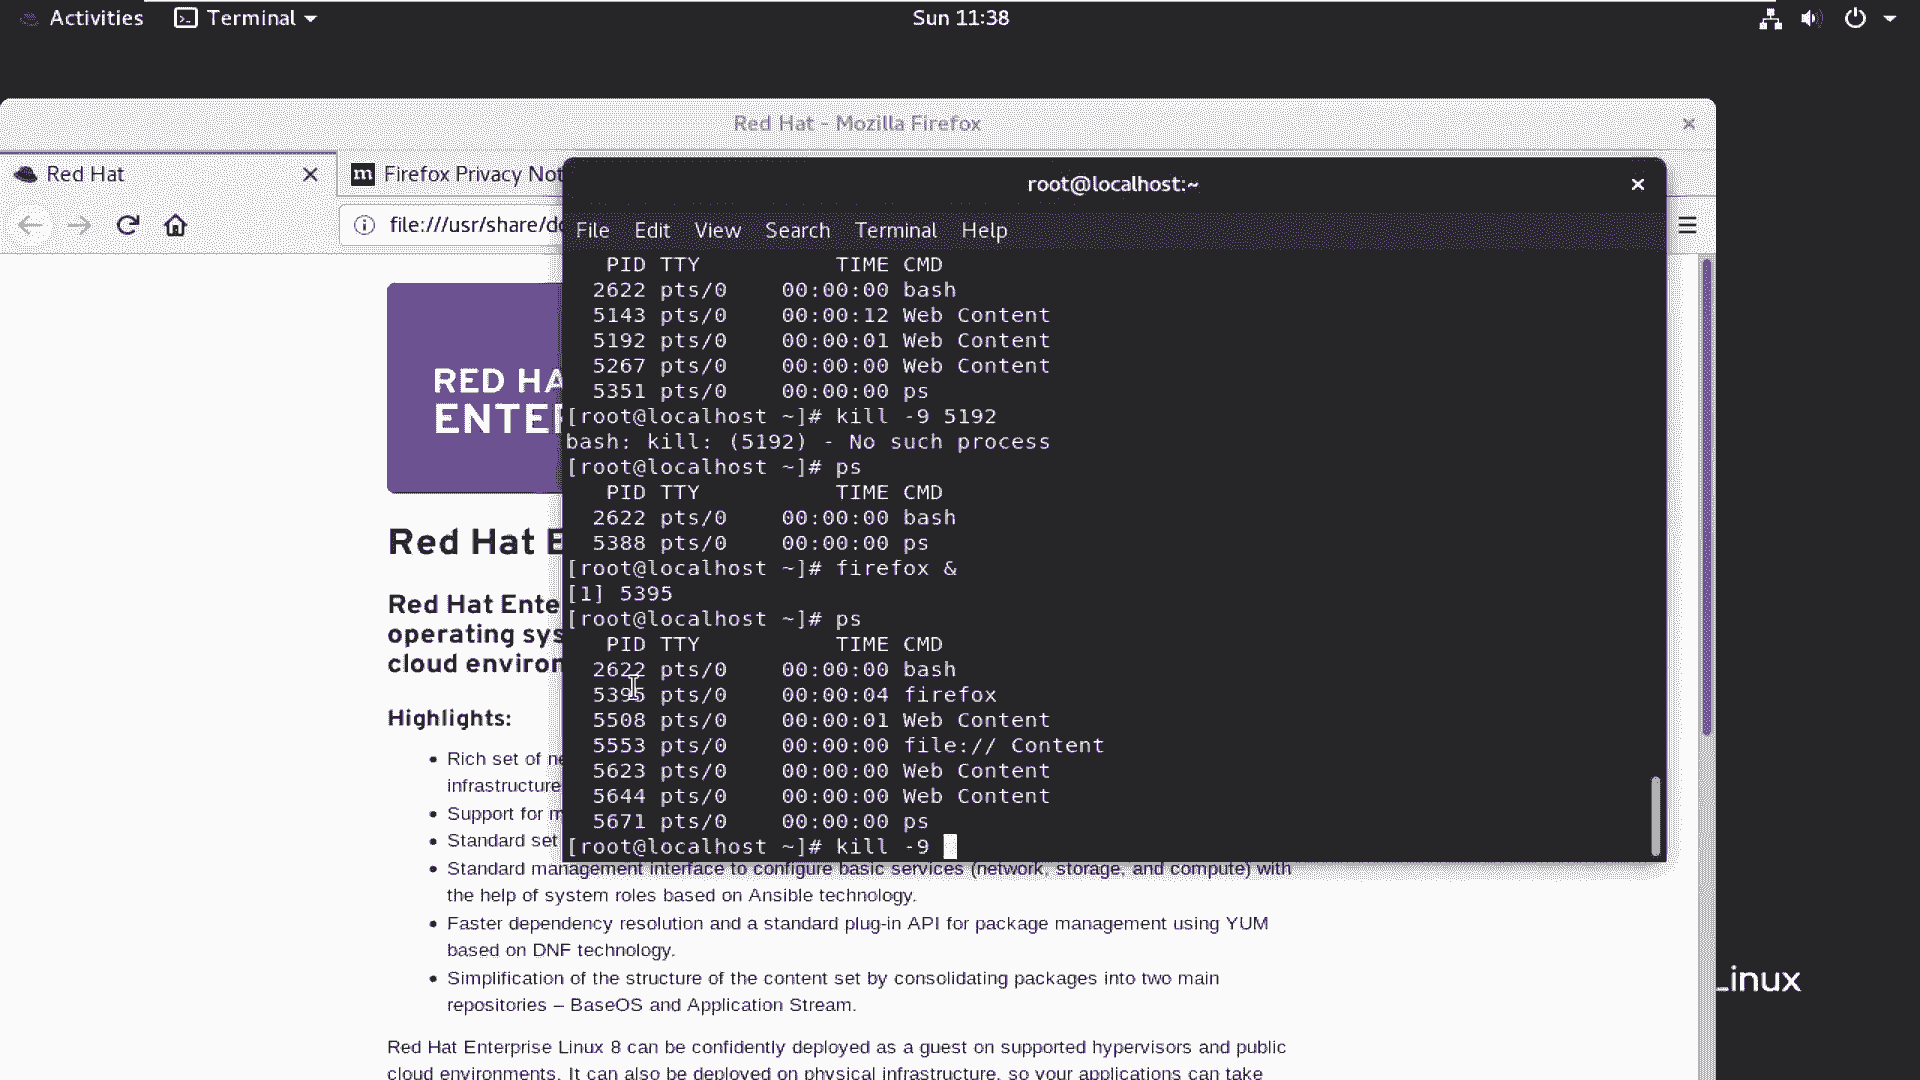 Activities Terminal Sun 11:38
Red Hat - Mozilla Firefox
Red Hat
m Firefox Privacy Not
file:///usr/share/do
root@localhost:~
File Edit View Search Terminal Help
PID TTY TIME CMD
2622 pts/0 00:00:00 bash
5143 pts/0 00:00:12 Web Content
5192 pts/0 00:00:01 Web Content
5267 pts/0 00:00:00 Web Content
5351 pts/0 00:00:00 ps
[root@localhost ~]# kill -9 5192
bash: kill: (5192) - No such process
[root@localhost ~]# ps
PID TTY TIME CMD
2622 pts/0 00:00:00 bash
5388 pts/0 00:00:00 ps
[root@localhost ~]# firefox &
[1] 5395
[root@localhost ~]# ps
PID TTY TIME CMD
2622 pts/0 00:00:00 bash
5395 pts/0 00:00:04 firefox
5508 pts/0 00:00:01 Web Content
5553 pts/0 00:00:00 file:// Content
5623 pts/0 00:00:00 Web Content
5644 pts/0 00:00:00 Web Content
5671 pts/0 00:00:00 ps
[root@localhost ~]# kill -9
RED HA
ENTER
Red Hat E
Red Hat Ente
operating sys
cloud environ
Highlights:
Rich set of ne
infrastructure
Support for m
Standard set
Standard management interface to configure basic services (network, storage, and compute) with
the help of system roles based on Ansible technology.
Faster dependency resolution and a standard plug-in API for package management using YUM
based on DNF technology.
Simplification of the structure of the content set by consolidating packages into two main
repositories – BaseOS and Application Stream.
Red Hat Enterprise Linux 8 can be confidently deployed as a guest on supported hypervisors and public
cloud environments. It can also be deployed on physical infrastructure, so your applications can take
Linux